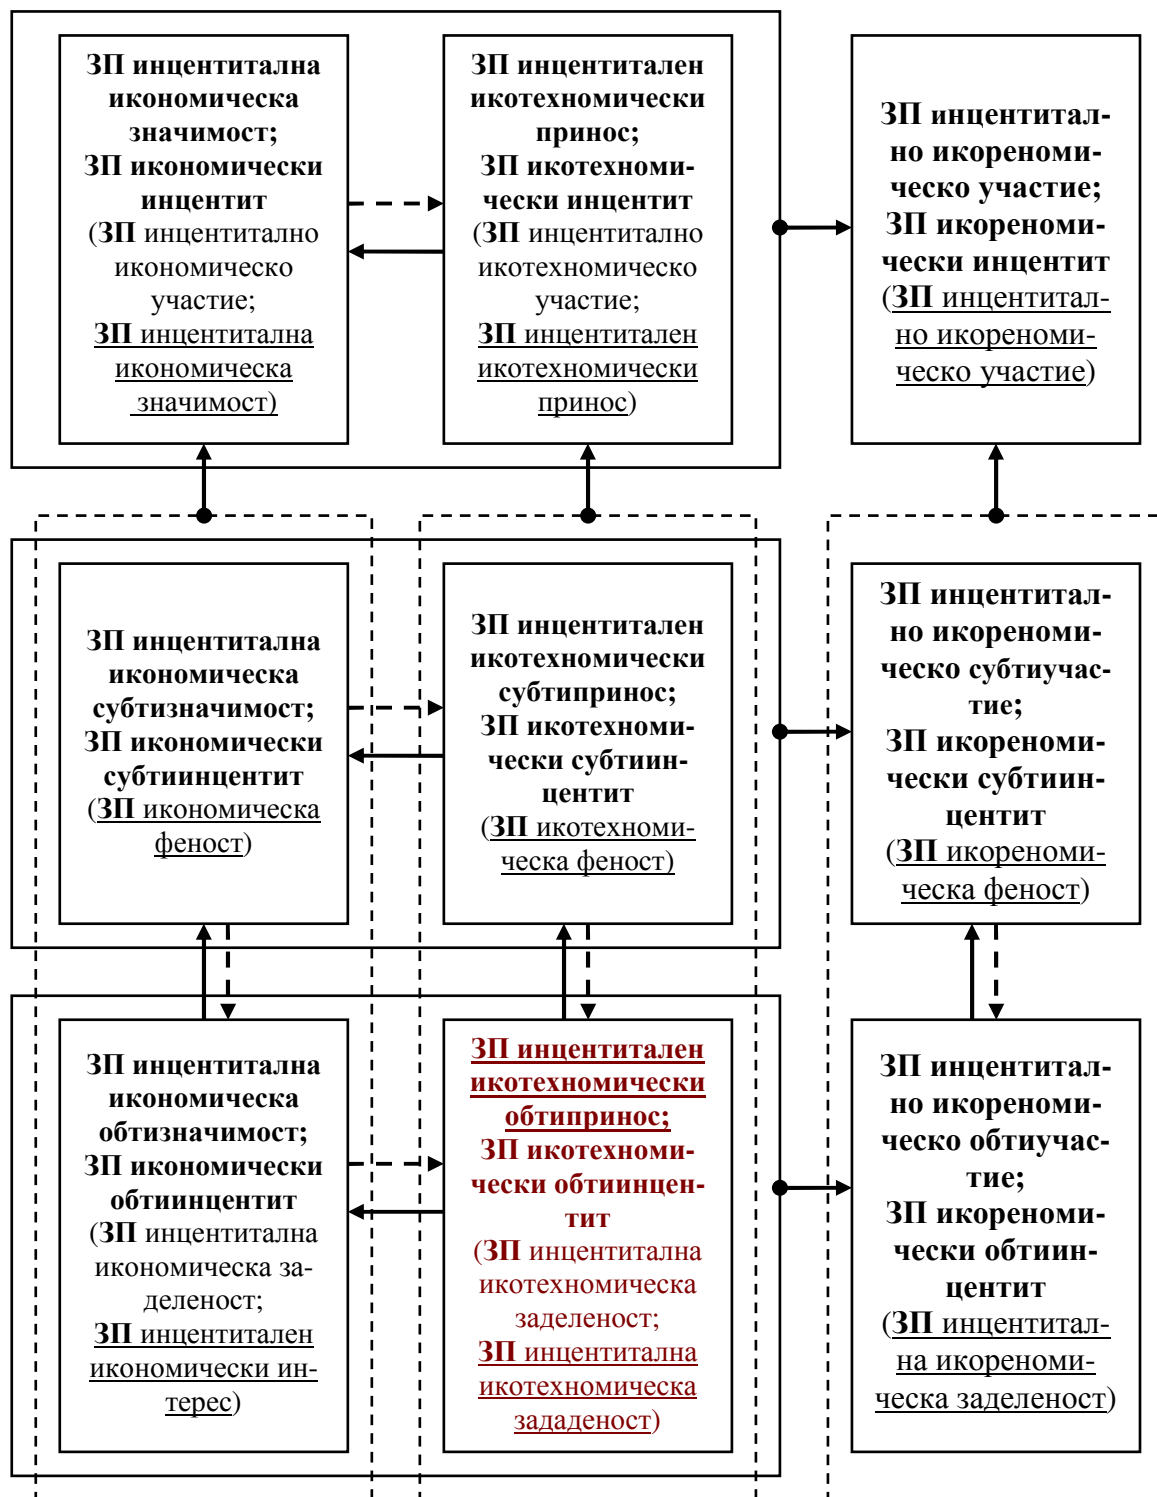 ЗП инцентитална
икономическа
значимост;
ЗП икономически
инцентит
(ЗП инцентитално
икономическо
участие;
ЗП инцентитална
икономическа
значимост)
ЗП инцентитален
икотехномически
принос;
ЗП икотехноми-
чески инцентит
(ЗП инцентитално
икотехномическо
участие;
ЗП инцентитален
икотехномически
принос)
ЗП инцентитал-
но икореноми-
ческо участие;
ЗП икореноми-
чески инцентит
(ЗП инцентитал-
но икореноми-
ческо участие)
ЗП инцентитална
икономическа
субтизначимост;
ЗП икономически
субтиинцентит
(ЗП икономическа
феност)
ЗП инцентитален
икотехномически
субтипринос;
ЗП икотехноми-
чески субтиин-
центит
(ЗП икотехноми-
ческа феност)
ЗП инцентитал-
но икореноми-
ческо субтиучас-
тие;
ЗП икореноми-
чески субтиин-
центит
(ЗП икореноми-
ческа феност)
ЗП инцентитална
икономическа
обтизначимост;
ЗП икономически
обтиинцентит
(ЗП инцентитална
икономическа за-
деленост;
ЗП инцентитален
икономически ин-
терес)
ЗП инцентитален
икотехномически
обтипринос;
ЗП икотехноми-
чески обтиинцен-
тит
(ЗП инцентитална
икотехномическа
заделеност;
ЗП инцентитална
икотехномическа
зададеност)
ЗП инцентитал-
но икореноми-
ческо обтиучас-
тие;
ЗП икореноми-
чески обтиин-
центит
(ЗП инцентитал-
на икореноми-
ческа заделеност)